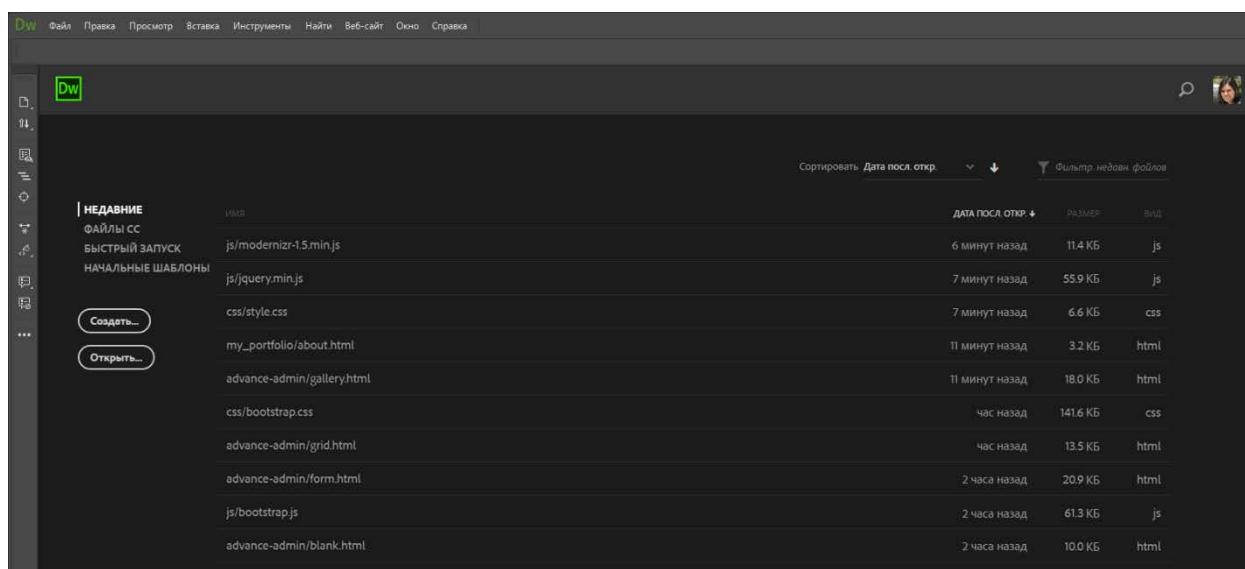 Dw Файл Правка Просмотр Вставка Инструменты Найти Веб-сайт Окно Справка
Dw
Сортировать Дата посл. откр. Фильтр недавн. файлов
НЕДАВНИЕ
ФАЙЛЫ CC
БЫСТРЫЙ ЗАПУСК
НАЧАЛЬНЫЕ ШАБЛОНЫ
Создать...
Открыть...
ИМЯ ДАТА ПОСЛ. ОТКР. РАЗМЕР ВИД
js/modernizr-1.5.min.js 6 минут назад 11.4 КБ js
js/jquery.min.js 7 минут назад 55.9 КБ js
css/style.css 7 минут назад 6.6 КБ css
my_portfolio/about.html 11 минут назад 3.2 КБ html
advance-admin/gallery.html 11 минут назад 18.0 КБ html
css/bootstrap.css час назад 141.6 КБ css
advance-admin/grid.html час назад 13.5 КБ html
advance-admin/form.html 2 часа назад 20.9 КБ html
js/bootstrap.js 2 часа назад 61.3 КБ js
advance-admin/blank.html 2 часа назад 10.0 КБ html